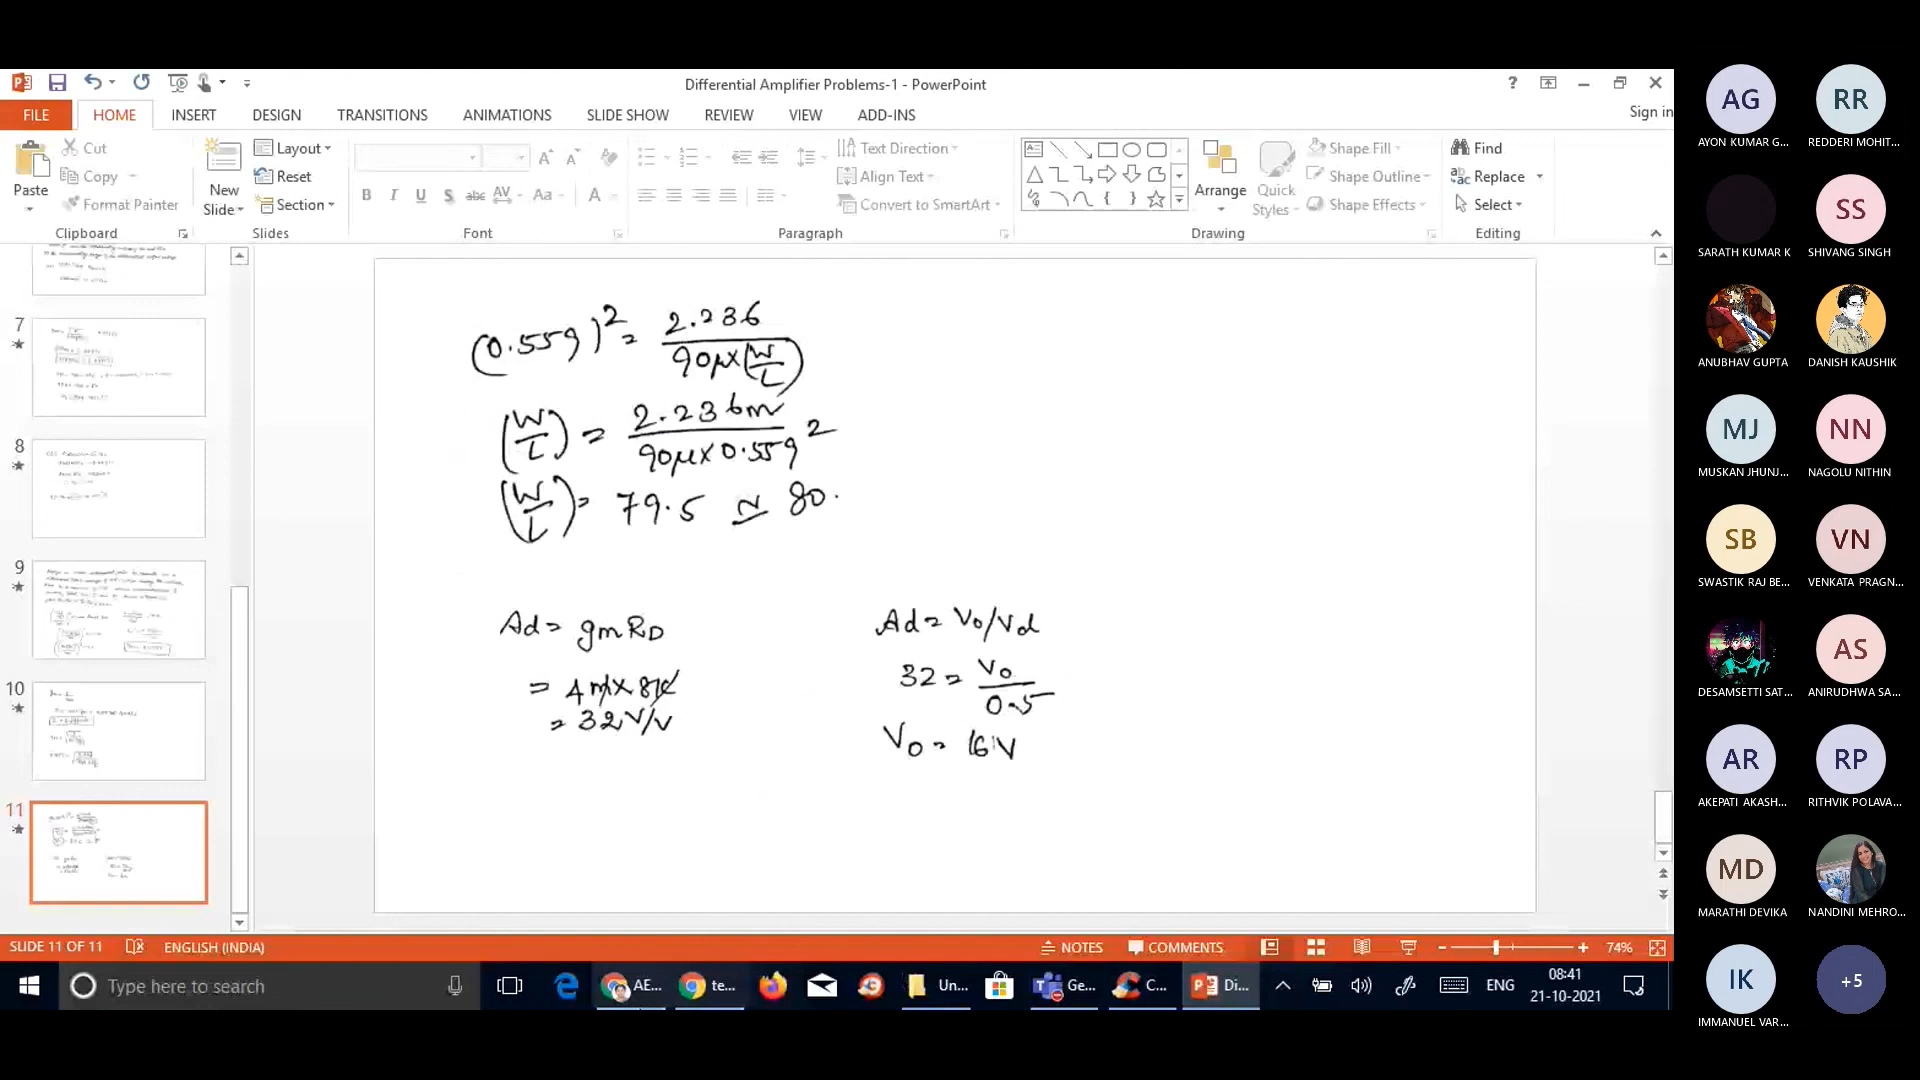 Differential Amplifier Problems-1 - PowerPoint
?
Sign in
FILE HOME INSERT DESIGN TRANSITIONS ANIMATIONS SLIDE SHOW REVIEW VIEW ADD-INS
Paste
Cut
Copy
Format Painter
Clipboard
New Slide
Layout
Reset
Section
Slides
B I U S abc AV Aa A
Font
Text Direction
Align Text
Convert to SmartArt
Paragraph
Arrange
Quick Styles
Shape Fill
Shape Outline
Shape Effects
Drawing
Find
Replace
Select
Editing
7
8
9
10
11
(0.559)² = 2.236 / 90μ×(W/L)
(W/L) = 2.236m / 90μ×0.559²
(W/L) = 79.5 ≃ 80.
Ad = gmRD
= 4m×8K
= 32V/V
Ad = Vo/Vd
32 = Vo / 0.5
Vo = 16V
SLIDE 11 OF 11 ENGLISH (INDIA) NOTES COMMENTS 74%
Type here to search
AE...
te...
Un...
Ge...
C...
Di...
ENG
08:41
21-10-2021
AG RR
AYON KUMAR G... REDDERI MOHIT...
SS
SARATH KUMAR K SHIVANG SINGH
ANUBHAV GUPTA DANISH KAUSHIK
MJ NN
MUSKAN JHUNJ... NAGOLU NITHIN
SB VN
SWASTIK RAJ BE... VENKATA PRAGN...
AS
DESAMSETTI SAT... ANIRUDHWA SA...
AR RP
AKEPATI AKASH... RITHVIK POLAVA...
MD
MARATHI DEVIKA NANDINI MEHRO...
IK +5
IMMANUEL VAR...